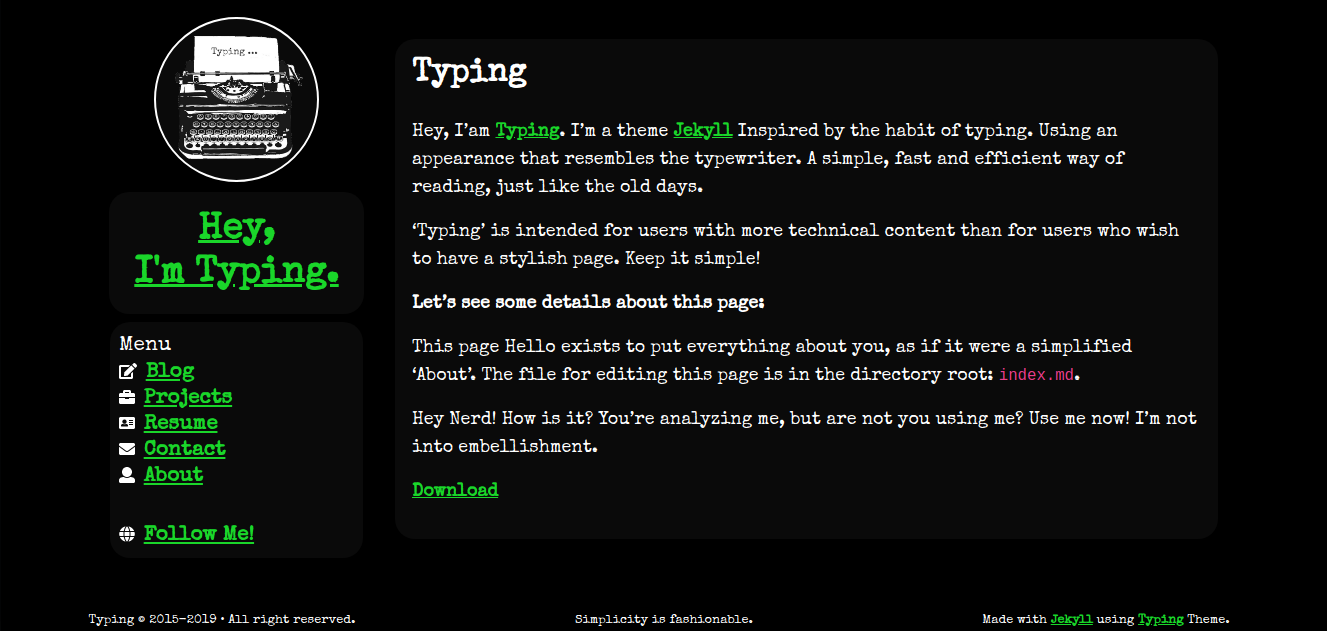 Typing ...
Hey,
I'm Typing.
Menu
Blog
Projects
Resume
Contact
About
Follow Me!
Typing
Hey, I’am Typing. I’m a theme Jekyll Inspired by the habit of typing. Using an
appearance that resembles the typewriter. A simple, fast and efficient way of
reading, just like the old days.
‘Typing’ is intended for users with more technical content than for users who wish
to have a stylish page. Keep it simple!
Let’s see some details about this page:
This page Hello exists to put everything about you, as if it were a simplified
‘About’. The file for editing this page is in the directory root: index.md.
Hey Nerd! How is it? You’re analyzing me, but are not you using me? Use me now! I’m not
into embellishment.
Download
Typing © 2015-2019 • All right reserved.
Simplicity is fashionable.
Made with Jekyll using Typing Theme.